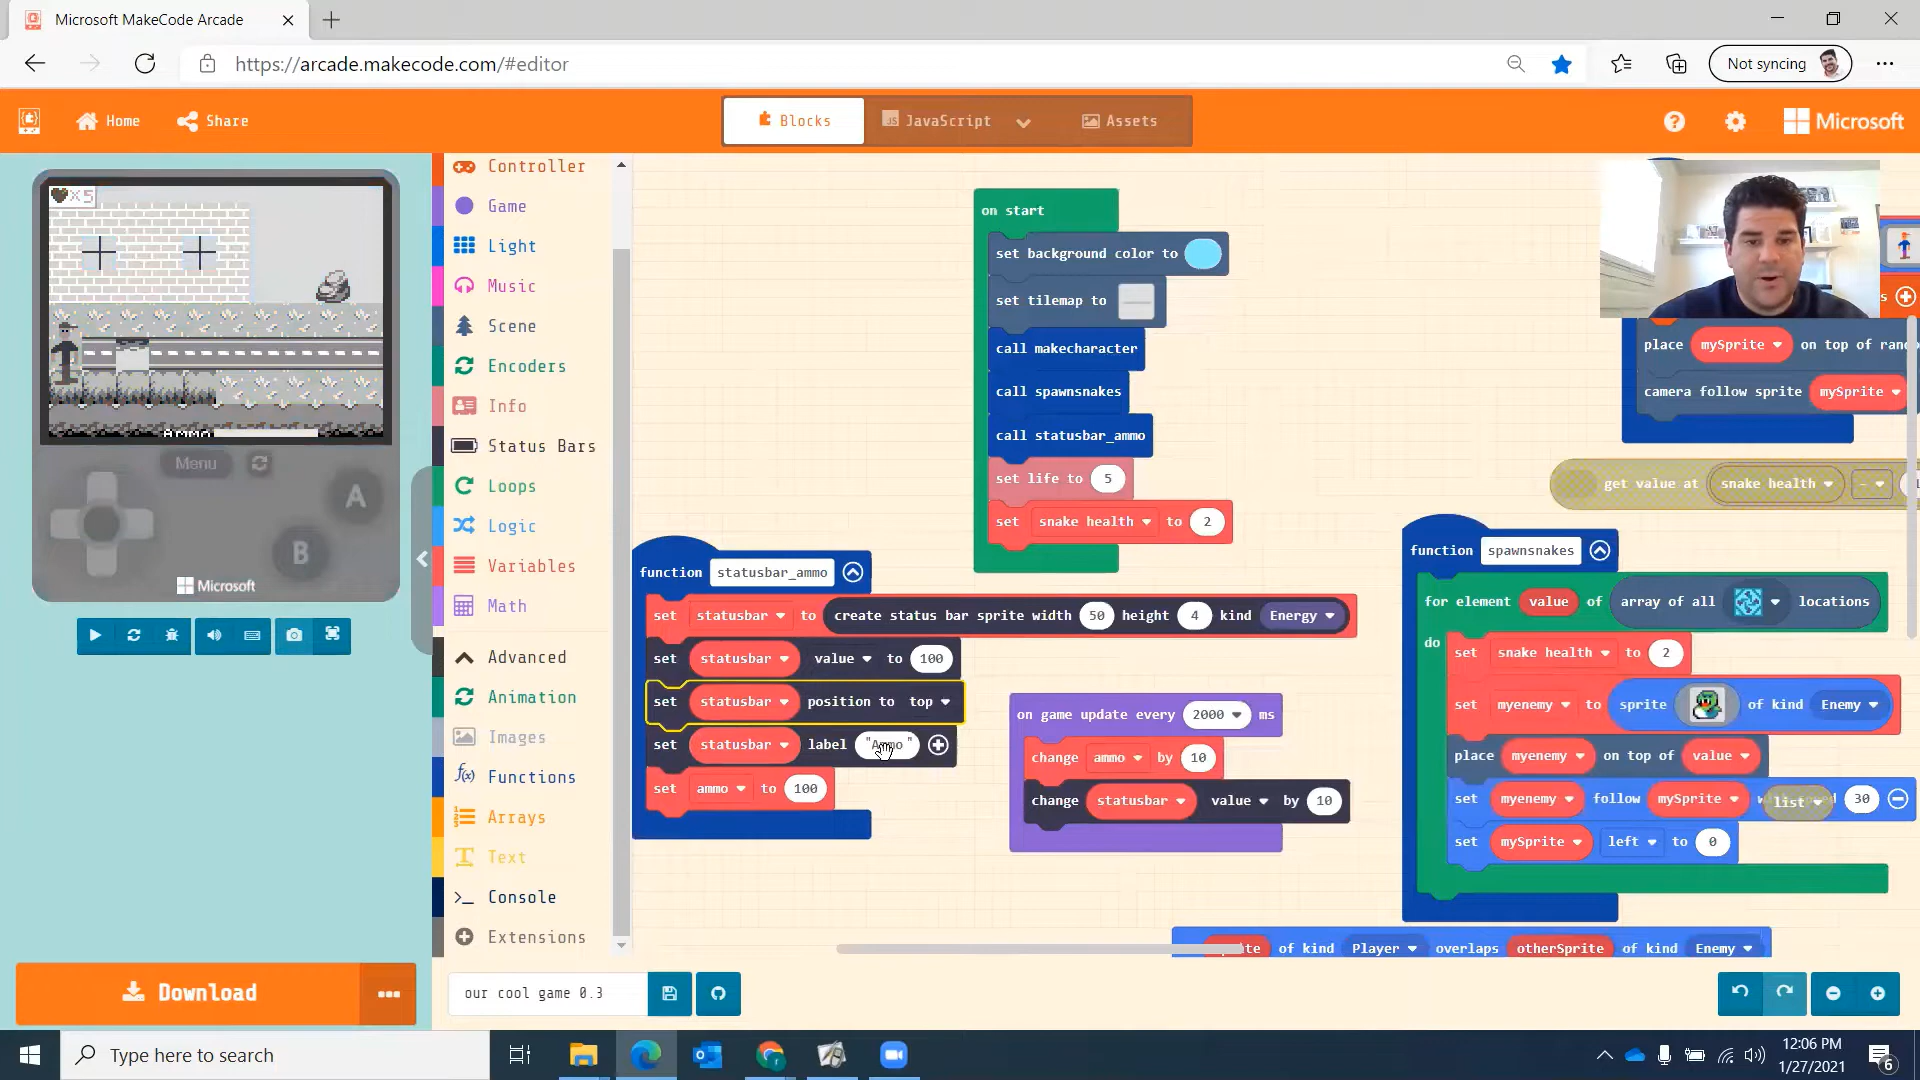 Microsoft MakeCode Arcade
https://arcade.makecode.com/#editor
Not syncing
Home
Share
Blocks
JavaScript
Assets
Microsoft
×5
AMMO
Menu
A
B
Microsoft
Download
Controller
Game
Light
Music
Scene
Encoders
Info
Status Bars
Loops
Logic
Variables
Math
Advanced
Animation
Images
Functions
Arrays
Text
Console
Extensions
on start
set background color to
set tilemap to
call makecharacter
call spawnsnakes
call statusbar_ammo
set life to 5
set snake health to 2
function statusbar_ammo
set statusbar to create status bar sprite width 50 height 4 kind Energy
set statusbar value to 100
set statusbar position to top
set statusbar label "Ammo"
set ammo to 100
on game update every 2000 ms
change ammo by 10
change statusbar value by 10
place mySprite on top of
camera follow sprite mySprite
get value at snake health -
function spawnsnakes
for element value of array of all locations
do
set snake health to 2
set myenemy to sprite of kind Enemy
place myenemy on top of value
set myenemy follow mySprite list 30
set mySprite left to 0
of kind Player overlaps otherSprite of kind Enemy
our cool game 0.3
Type here to search
12:06 PM
1/27/2021
6